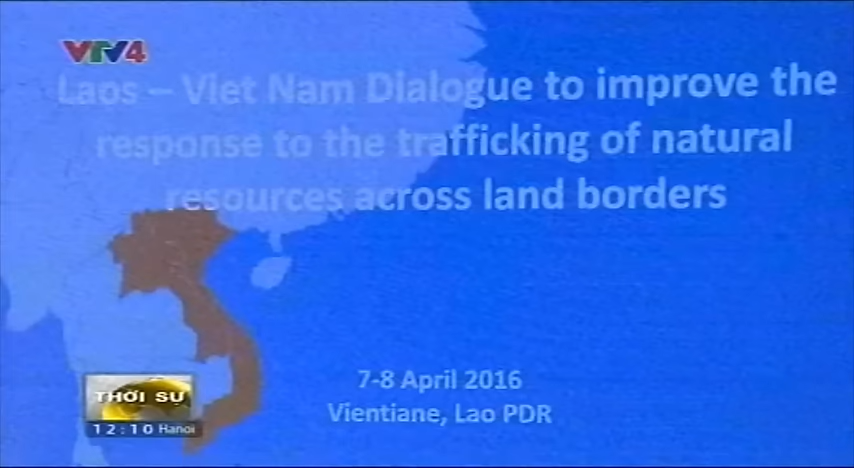 VTV4
Laos – Viet Nam Dialogue to improve the
response to the trafficking of natural
resources across land borders
7-8 April 2016
Vientiane, Lao PDR
THỜI SỰ
12:10 Hanoi